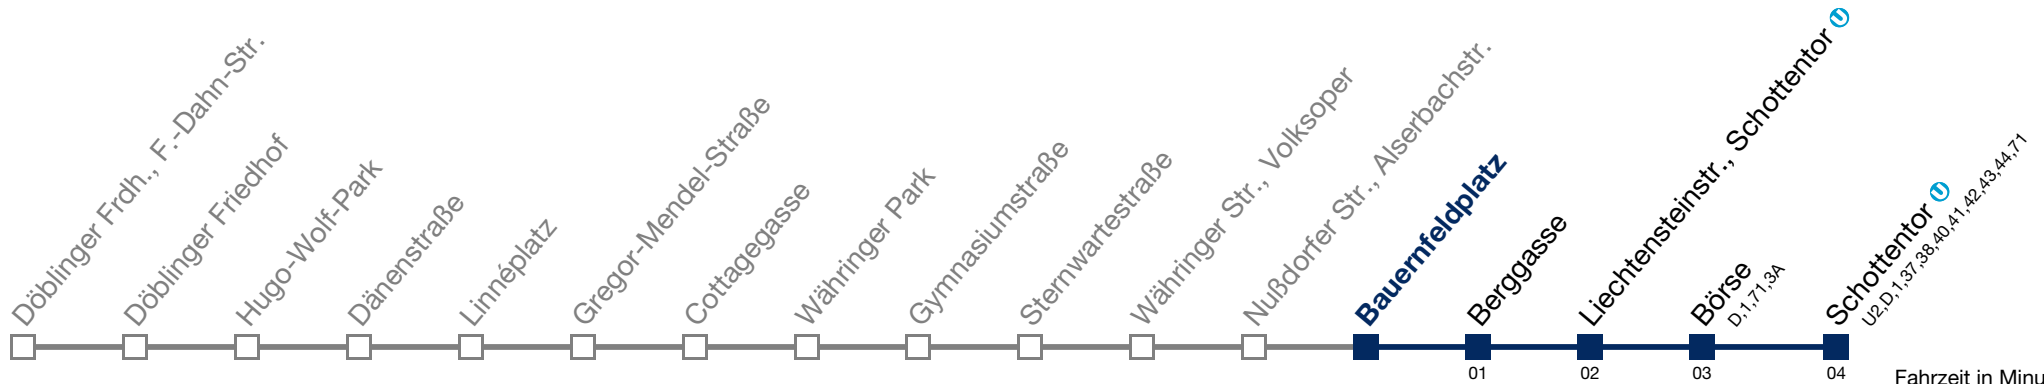 Döblinger Frdh., F.-Dahn-Str.
Döblinger Friedhof
Hugo-Wolf-Park
Dänenstraße
Linnéplatz
Gregor-Mendel-Straße
Cottagegasse
Währinger Park
Gymnasiumstraße
Sternwartestraße
Währinger Str., Volksoper
Nußdorfer Str., Alserbachstr.
Bauernfeldplatz
Berggasse
Liechtensteinstr., Schottentor U
Börse
D,1,71,3A
Schottentor U
U2,D,1,37,38,40,41,42,43,44,71
01
02
03
04
Fahrzeit in Minu